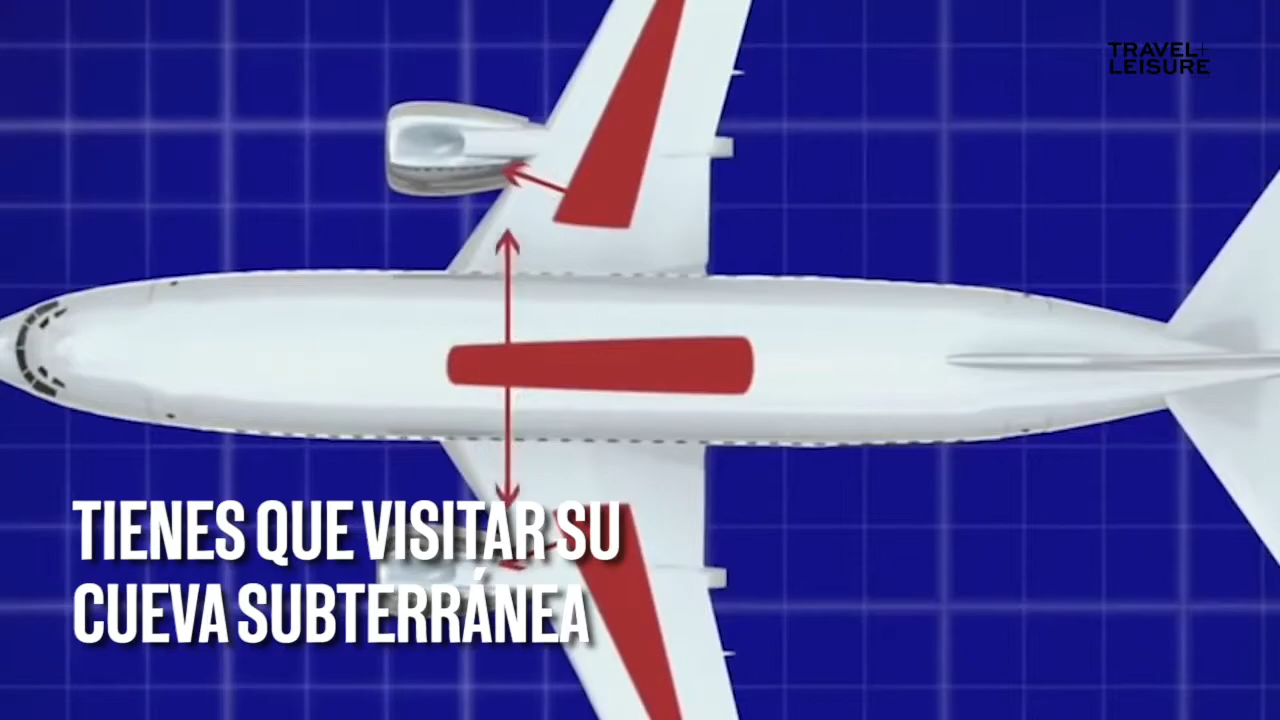 TRAVEL+
LEISURE
TIENES QUE VISITAR SU
CUEVA SUBTERRÁNEA